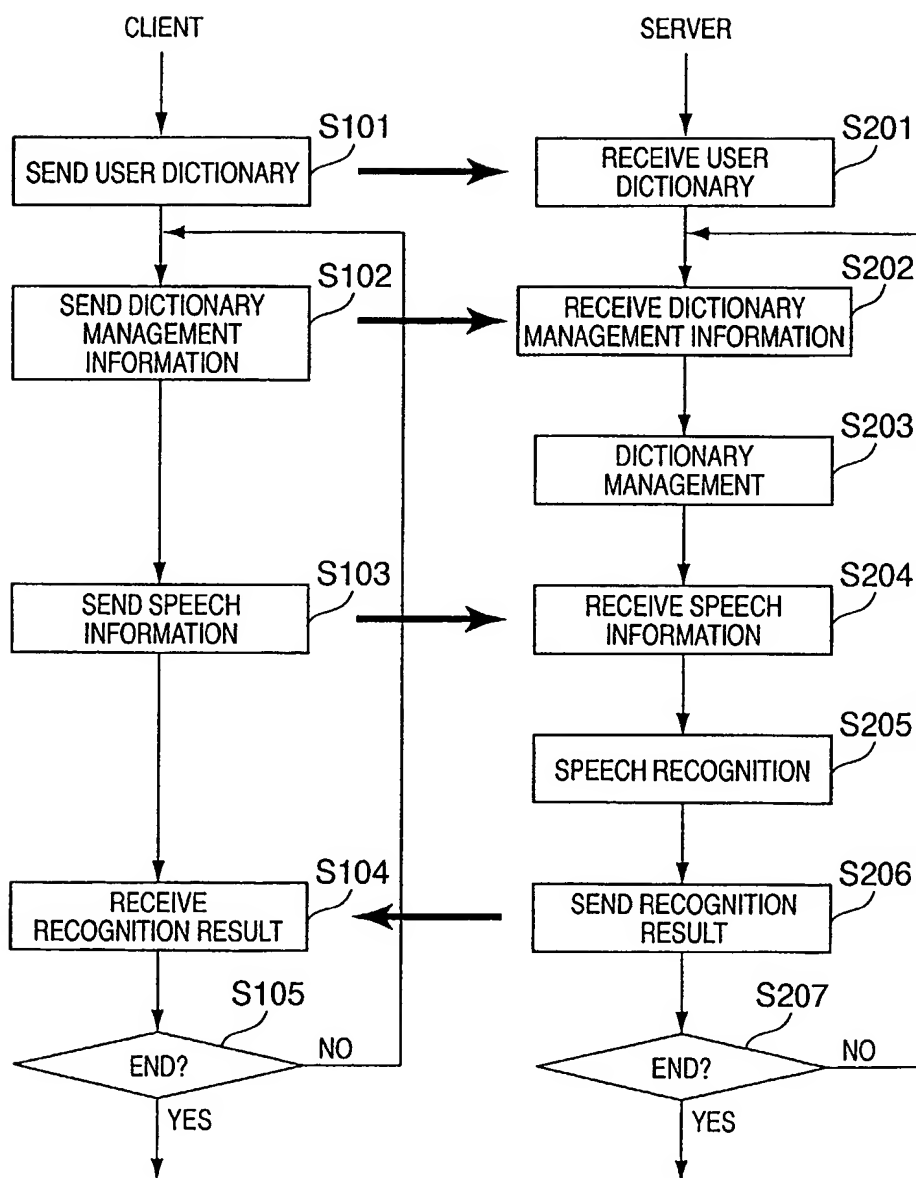 CLIENT
SERVER
S101
SEND USER DICTIONARY
S201
RECEIVE USER
DICTIONARY
S102
SEND DICTIONARY
MANAGEMENT
INFORMATION
S202
RECEIVE DICTIONARY
MANAGEMENT INFORMATION
S203
DICTIONARY
MANAGEMENT
S103
SEND SPEECH
INFORMATION
S204
RECEIVE SPEECH
INFORMATION
S205
SPEECH RECOGNITION
S104
RECEIVE
RECOGNITION RESULT
S206
SEND RECOGNITION
RESULT
S105
END?
NO
YES
S207
END?
NO
YES